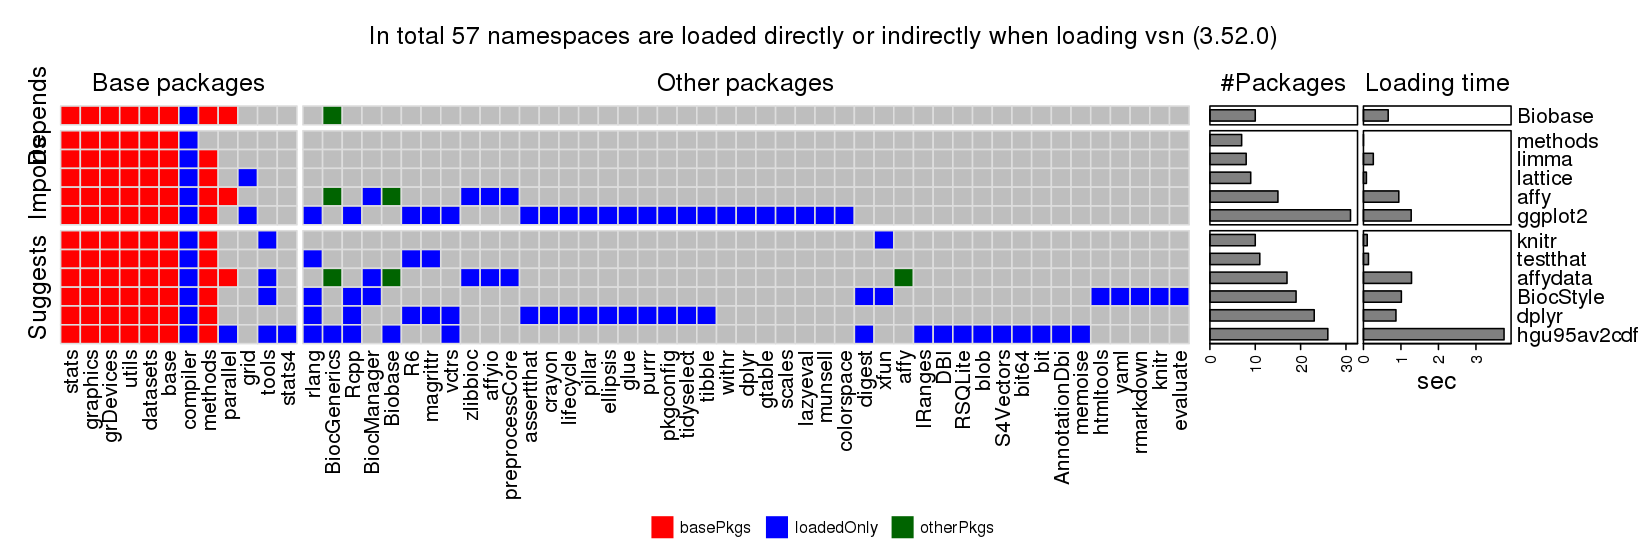 In total 57 namespaces are loaded directly or indirectly when loading vsn (3.52.0)
Base packages
Other packages
#Packages
Loading time
Depends
Imports
Suggests
Biobase
methods
limma
lattice
affy
ggplot2
knitr
testthat
affydata
BiocStyle
dplyr
hgu95av2cdf
stats
graphics
grDevices
utils
datasets
base
compiler
methods
parallel
grid
tools
stats4
rlang
BiocGenerics
Rcpp
BiocManager
Biobase
R6
magrittr
vctrs
zlibbioc
affyio
preprocessCore
assertthat
crayon
lifecycle
pillar
ellipsis
glue
purrr
pkgconfig
tidyselect
tibble
withr
dplyr
gtable
scales
lazyeval
munsell
colorspace
digest
xfun
affy
IRanges
DBI
RSQLite
blob
S4Vectors
bit64
bit
AnnotationDbi
memoise
htmltools
yaml
rmarkdown
knitr
evaluate
0
10
20
30
0
1
2
3
sec
basePkgs
loadedOnly
otherPkgs